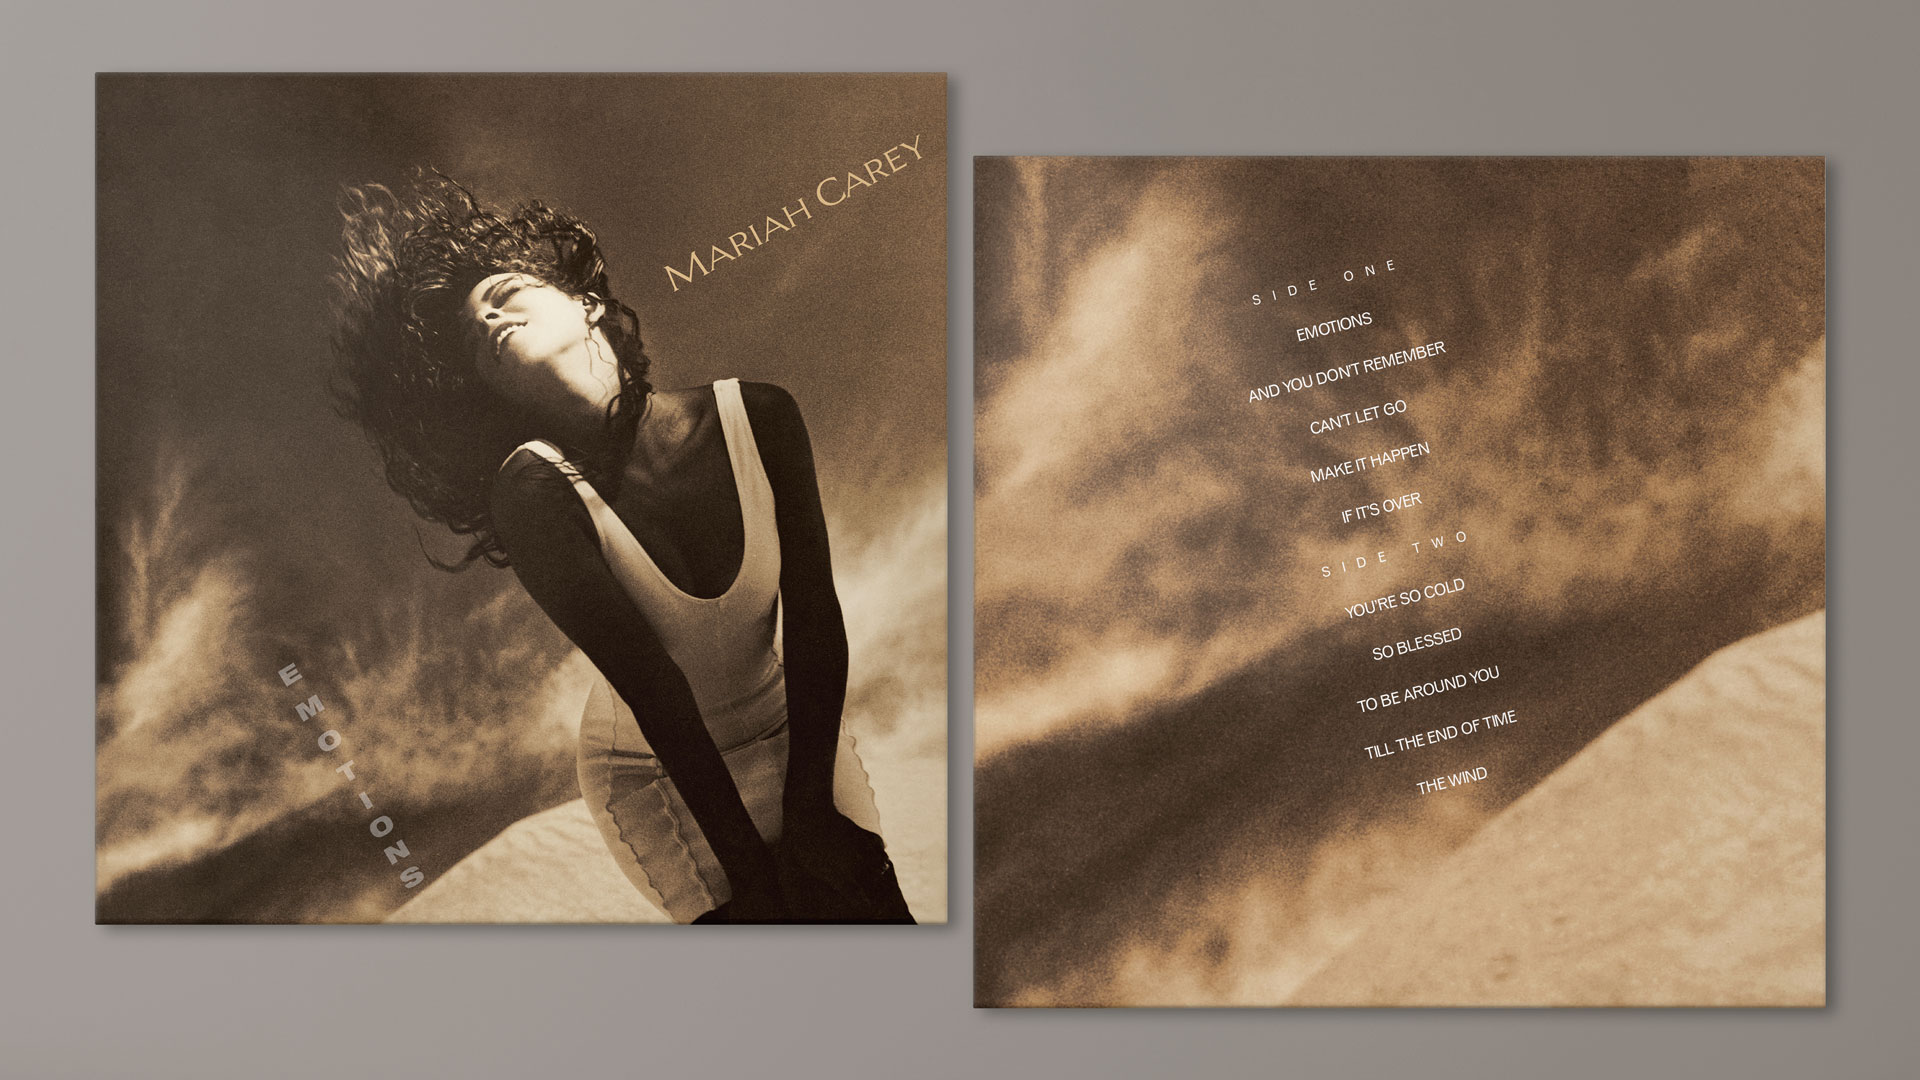 MARIAH CAREY
EMOTIONS
SIDE ONE
EMOTIONS
AND YOU DON'T REMEMBER
CAN'T LET GO
MAKE IT HAPPEN
IF IT'S OVER
SIDE TWO
YOU'RE SO COLD
SO BLESSED
TO BE AROUND YOU
TILL THE END OF TIME
THE WIND